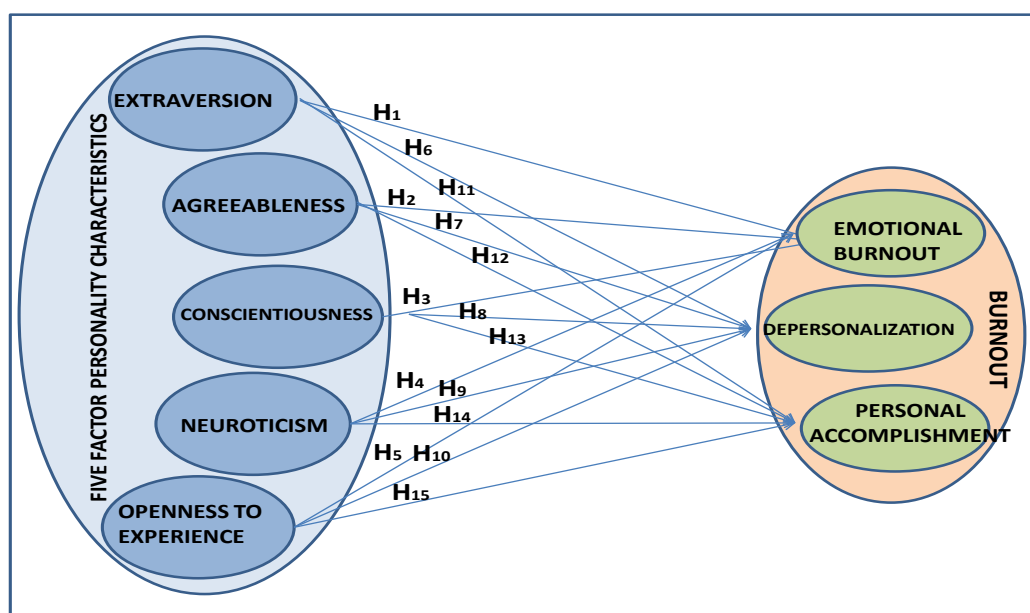 FIVE FACTOR PERSONALITY CHARACTERISTICS
EXTRAVERSION
AGREEABLENESS
CONSCIENTIOUSNESS
NEUROTICISM
OPENNESS TO
EXPERIENCE
H1
H6
H11
H2
H7
H12
H3
H8
H13
H4
H9
H14
H5
H10
H15
EMOTIONAL
BURNOUT
DEPERSONALIZATION
PERSONAL
ACCOMPLISHMENT
BURNOUT